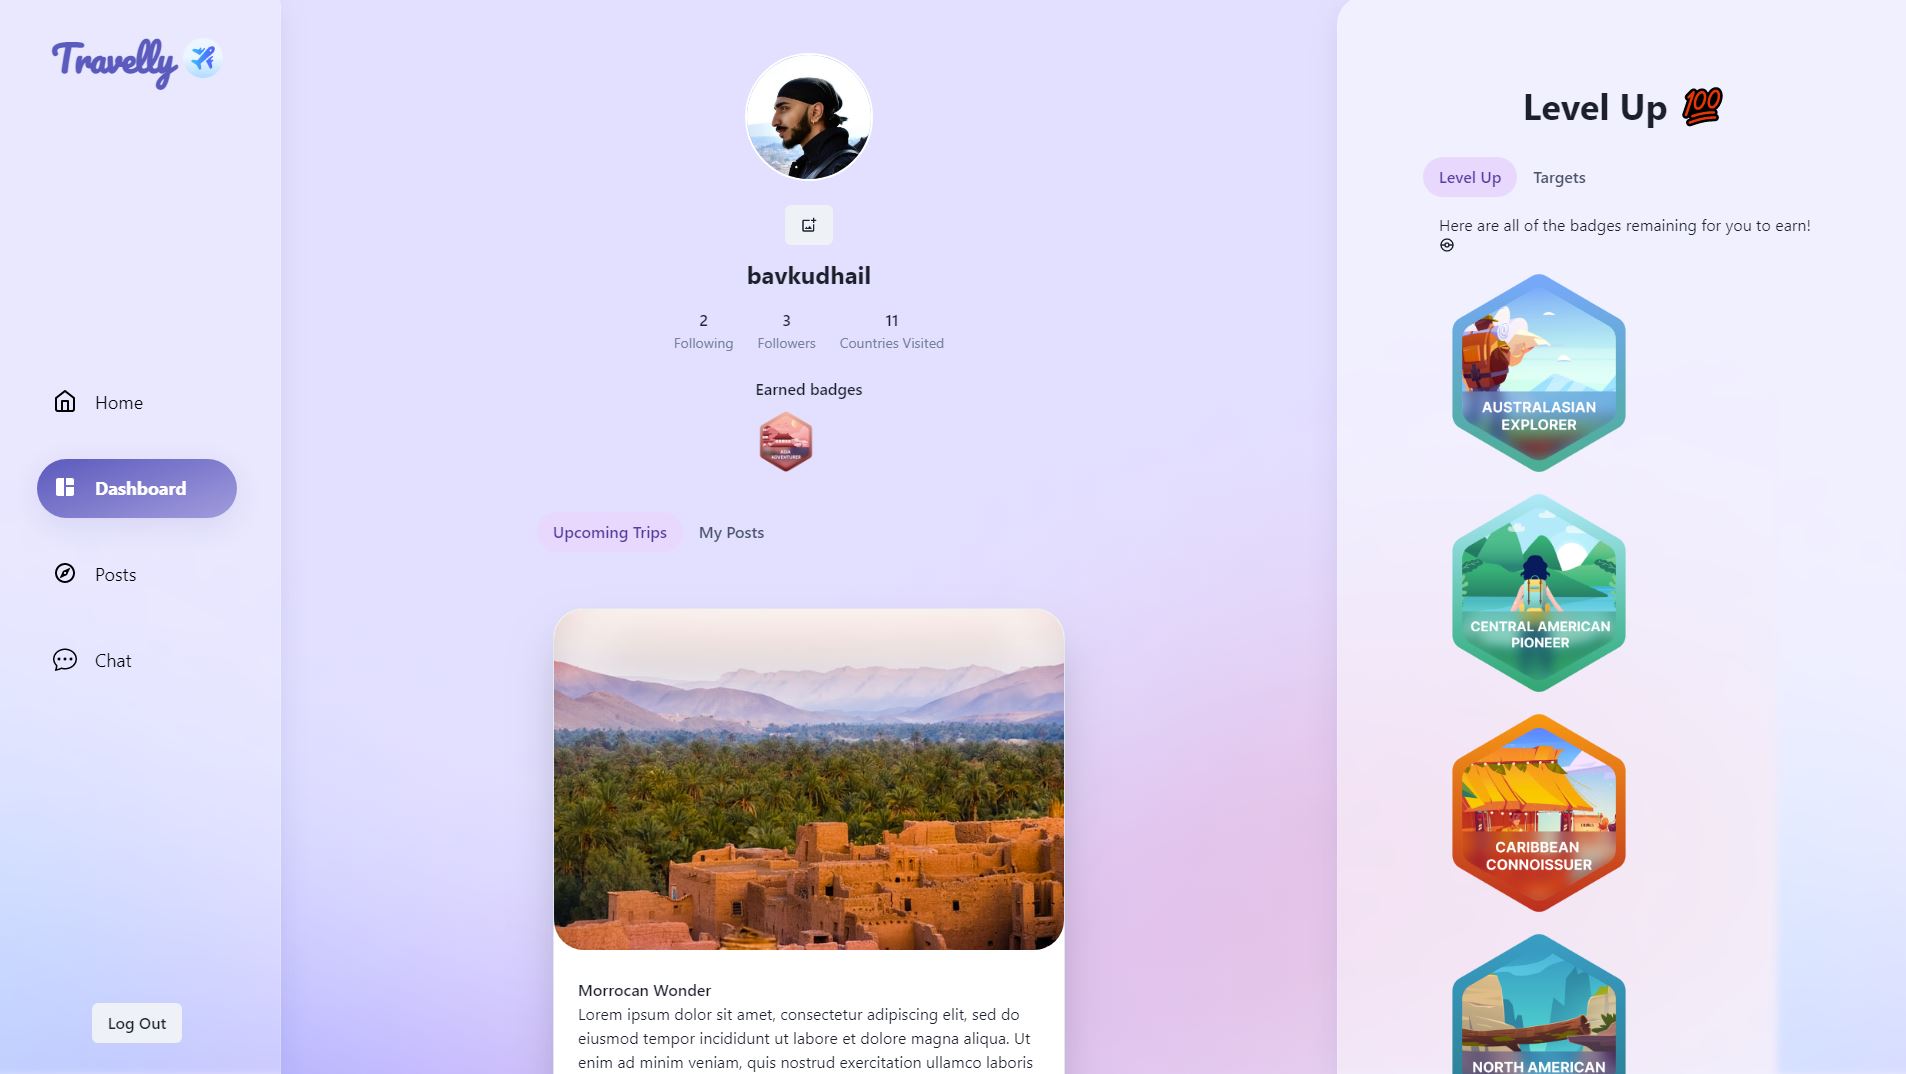 Travelly
Home
Dashboard
Posts
Chat
Log Out
bavkudhail
2
Following
3
Followers
11
Countries Visited
Earned badges
ASIA
ADVENTURER
Upcoming Trips
My Posts
Morrocan Wonder
Lorem ipsum dolor sit amet, consectetur adipiscing elit, sed do
eiusmod tempor incididunt ut labore et dolore magna aliqua. Ut
enim ad minim veniam, quis nostrud exercitation ullamco laboris
Level Up 💯
Level Up
Targets
Here are all of the badges remaining for you to earn!
AUSTRALASIAN
EXPLORER
CENTRAL AMERICAN
PIONEER
CARIBBEAN
CONNOISSUER
NORTH AMERICAN